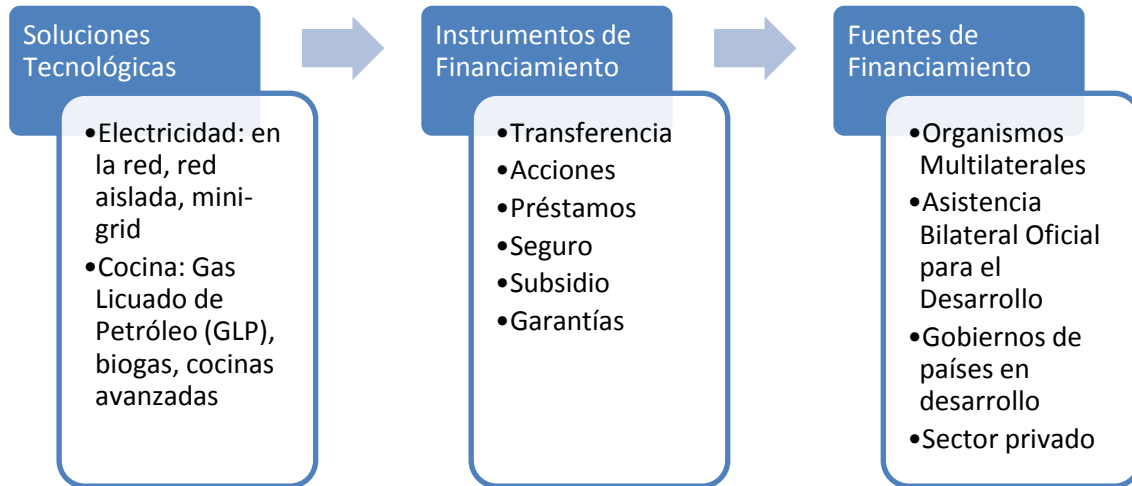 Soluciones
Tecnológicas
•Electricidad: en
la red, red
aislada, mini-
grid
•Cocina: Gas
Licuado de
Petróleo (GLP),
biogas, cocinas
avanzadas
Instrumentos de
Financiamiento
•Transferencia
•Acciones
•Préstamos
•Seguro
•Subsidio
•Garantías
Fuentes de
Financiamiento
•Organismos
Multilaterales
•Asistencia
Bilateral Oficial
para el
Desarrollo
•Gobiernos de
países en
desarrollo
•Sector privado